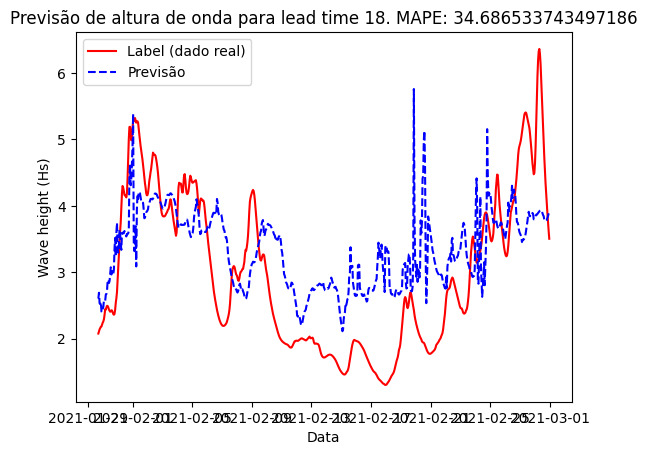 Previsão de altura de onda para lead time 18. MAPE: 34.686533743497186
Label (dado real)
Previsão
Wave height (Hs)
6
5
4
3
2
2021-01-29
2021-02-01
2021-02-05
2021-02-09
2021-02-13
2021-02-17
2021-02-21
2021-02-25
2021-03-01
Data